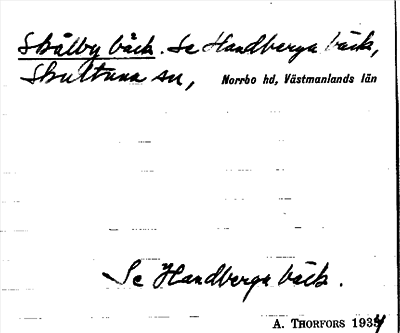 Skälby bäck. Se Handberga bäck,
Skultuna sn, Norrbo hd, Västmanlands län
Se Handberga bäck.
A. THORFORS 1934